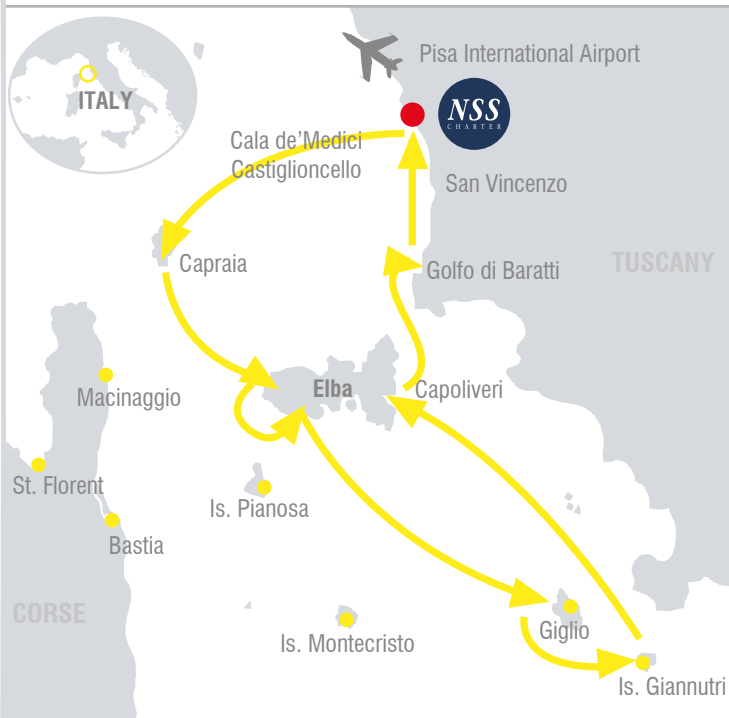 Pisa International Airport
ITALY
NSS
CHARTER
Cala de’Medici
Castiglioncello
San Vincenzo
Capraia
Golfo di Baratti
TUSCANY
Macinaggio
Elba
Capoliveri
St. Florent
Is. Pianosa
Bastia
CORSE
Is. Montecristo
Giglio
Is. Giannutri